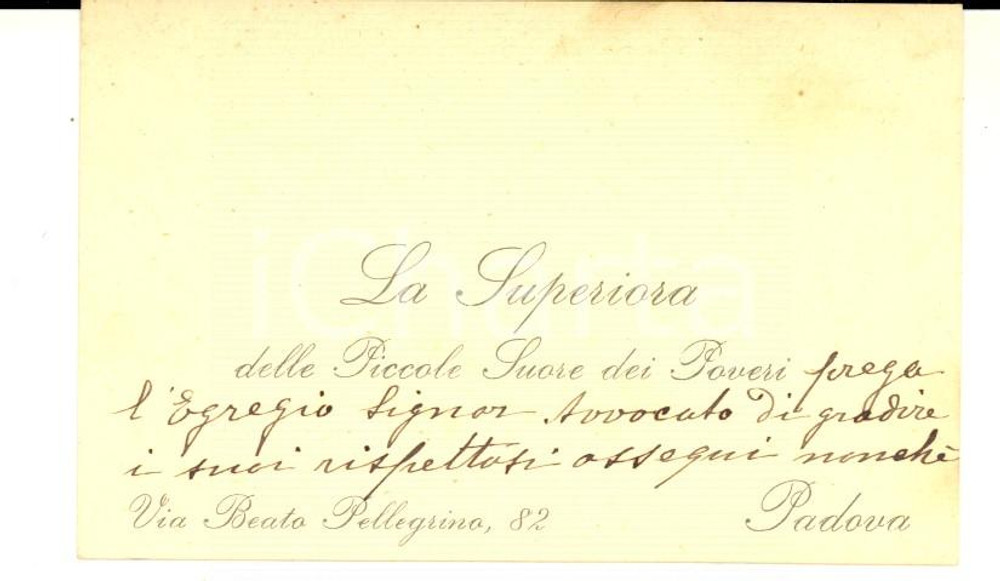 iCharta
La Superiora
delle Piccole Suore dei Poveri prega
l'Egregio Signor Avvocato di gradire
i suoi rispettosi ossequi nonchè
Via Beato Pellegrino, 82 Padova